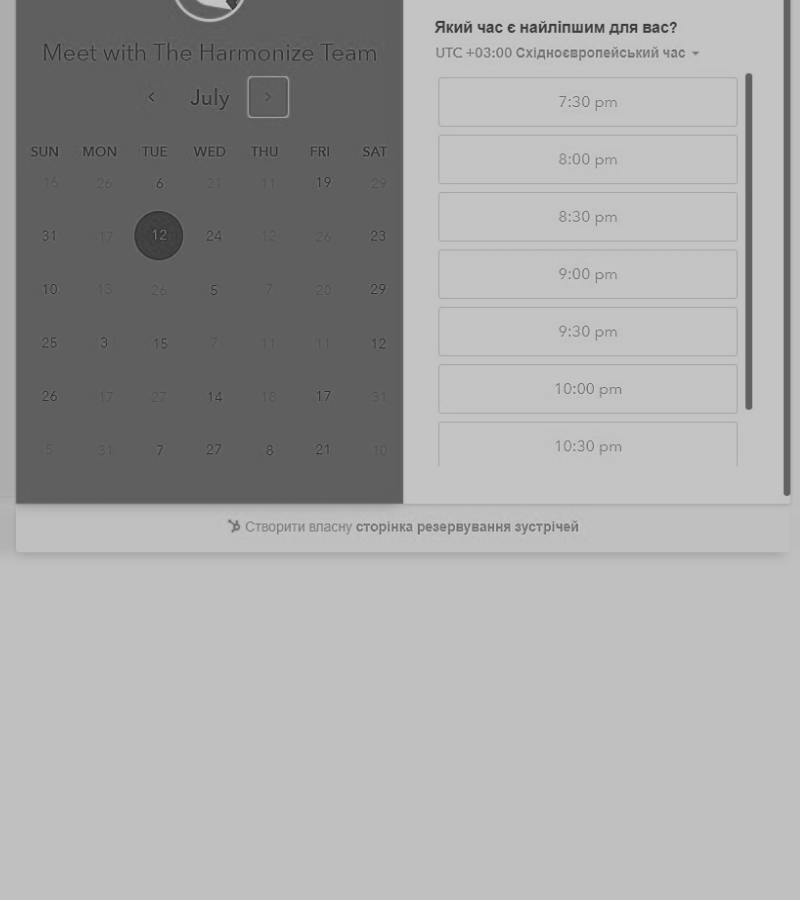 Meet with The Harmonize Team
July
SUN MON TUE WED THU FRI SAT
16 26 6 21 11 19 29
31 17 12 24 12 26 23
10 13 26 5 7 20 29
25 3 15 7 11 11 12
26 17 27 14 18 17 31
5 31 7 27 8 21 10
Який час є найліпшим для вас?
UTC +03:00 Східноєвропейський час
7:30 pm
8:00 pm
8:30 pm
9:00 pm
9:30 pm
10:00 pm
10:30 pm
Створити власну сторінка резервування зустрічей